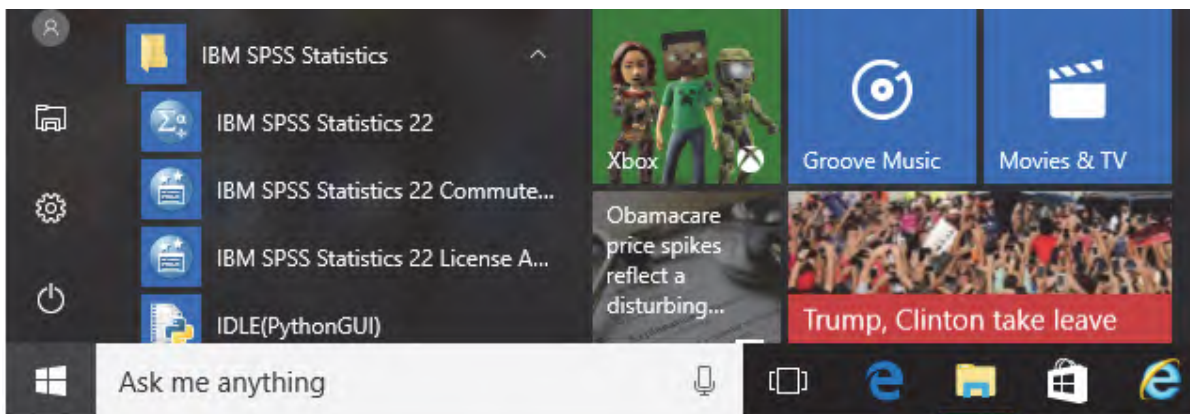 IBM SPSS Statistics
IBM SPSS Statistics 22
IBM SPSS Statistics 22 Commute...
IBM SPSS Statistics 22 License A...
IDLE(PythonGUI)
Xbox
Groove Music
Movises & TV
Obamacare
price spikes
reflect a
disturbing...
Trump, Clinton take leave
Ask me anything